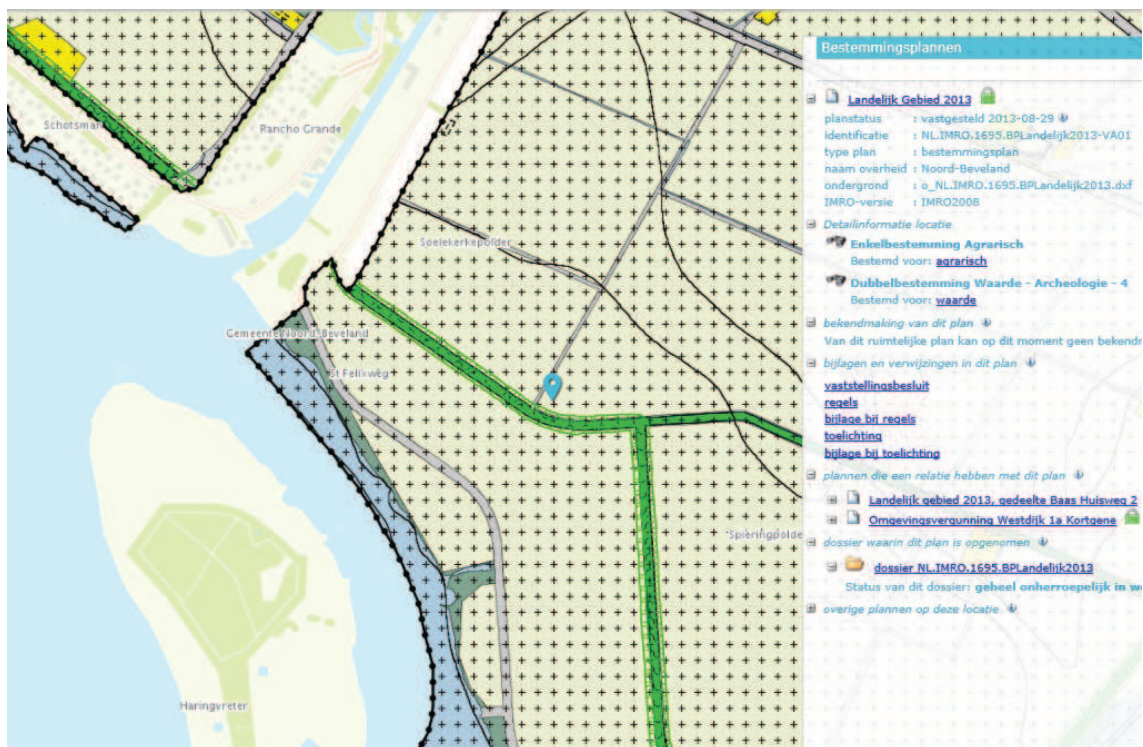 Schotsman
Rancho Grande
Soelekerkepolder
Gemeente Noord-Beveland
St Felixweg
Haringvreter
Bestemmingsplannen
Landelijk Gebied 2013
planstatus : vastgesteld 2013-08-29
identificatie : NL.IMRO.1695.BPLandelijk2013-VA01
type plan : bestemmingsplan
naam overheid : Noord-Beveland
ondergrond : o_NL.IMRO.1695.BPLandelijk2013.dxf
IMRO-versie : IMRO2008
Detailinformatie locatie
Enkelbestemming Agrarisch
Bestemd voor: agrarisch
Dubbelbestemming Waarde - Archeologie - 4
Bestemd voor: waarde
bekendmaking van dit plan
Van dit ruimtelijke plan kan op dit moment geen bekendm
bijlagen en verwijzingen in dit plan
vaststellingsbesluit
regels
bijlage bij regels
toelichting
bijlage bij toelichting
plannen die een relatie hebben met dit plan
Landelijk gebied 2013, gedeelte Baas Huisweg 2
Omgevingsvergunning Westdijk 1a Kortgene
dossier waarin dit plan is opgenomen
dossier NL.IMRO.1695.BPLandelijk2013
Status van dit dossier: geheel onherroepelijk in we
overige plannen op deze locatie
Spieringpolde